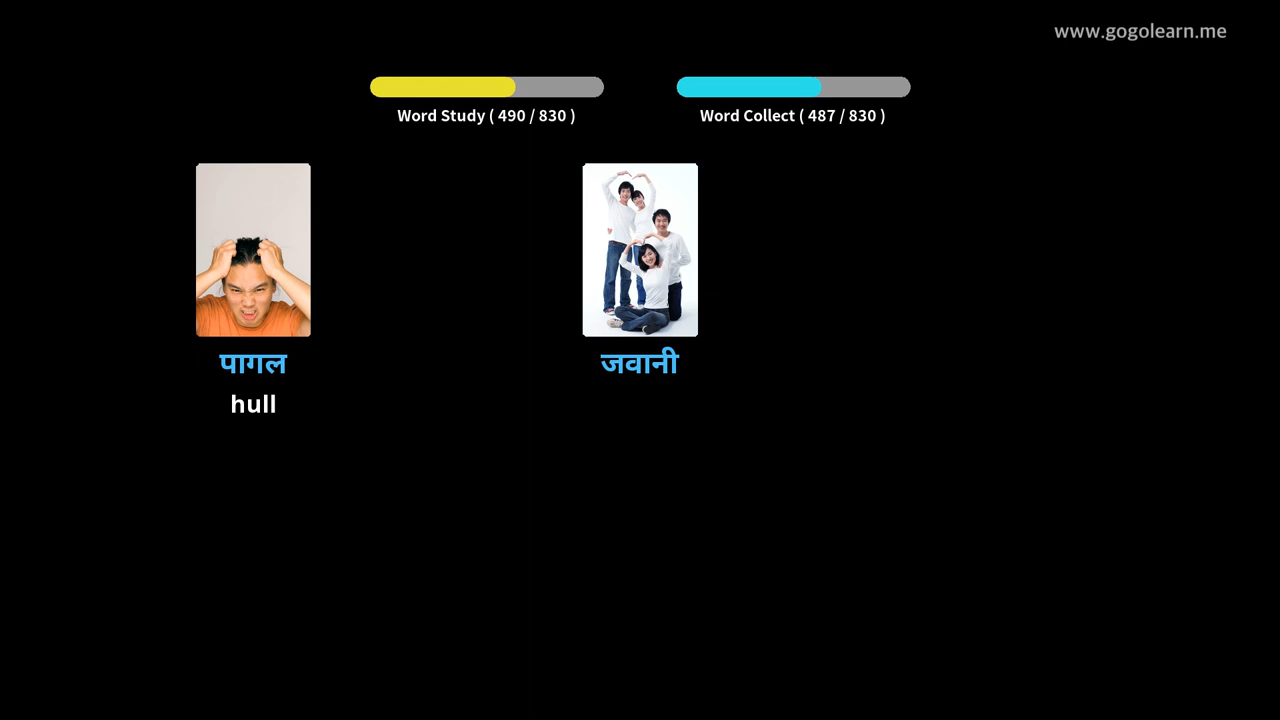 www.gogolearn.me
Word Study ( 490 / 830 )
Word Collect ( 487 / 830 )
पागल
जवानी
hull